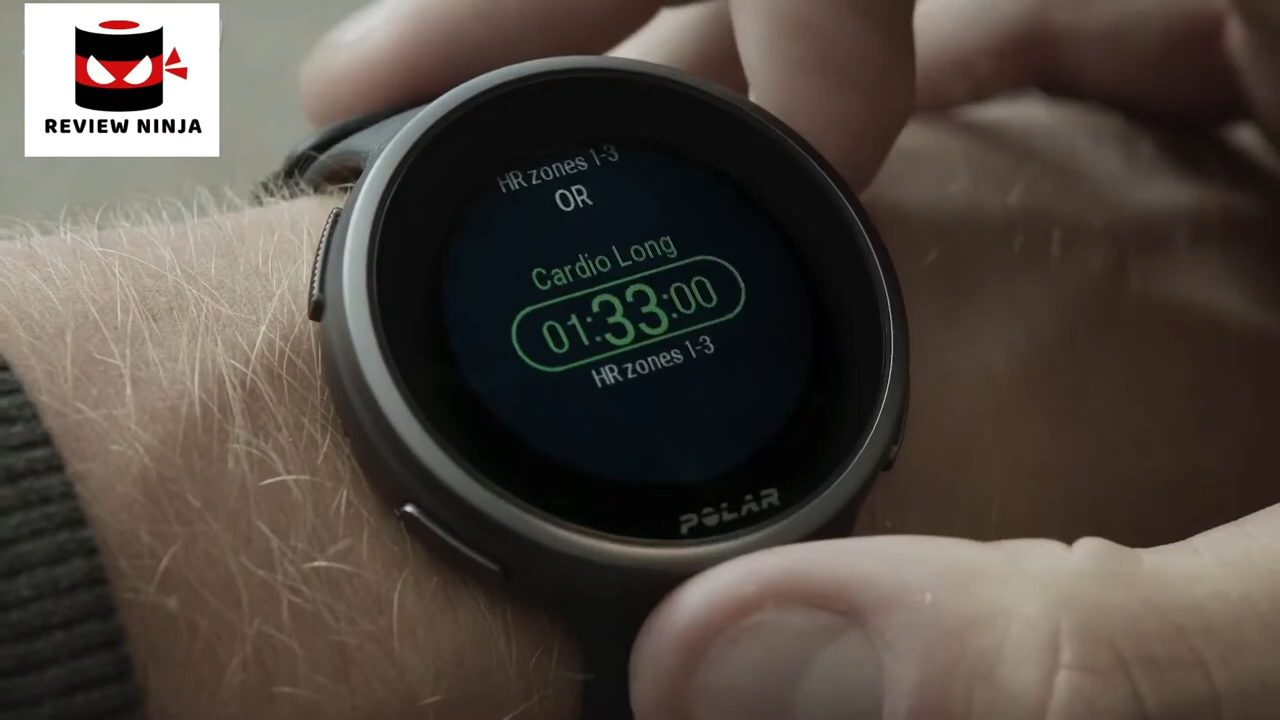 REVIEW NINJA
HR zones 1-3
OR
Cardio Long
01:33:00
HR zones 1-3
POLAR